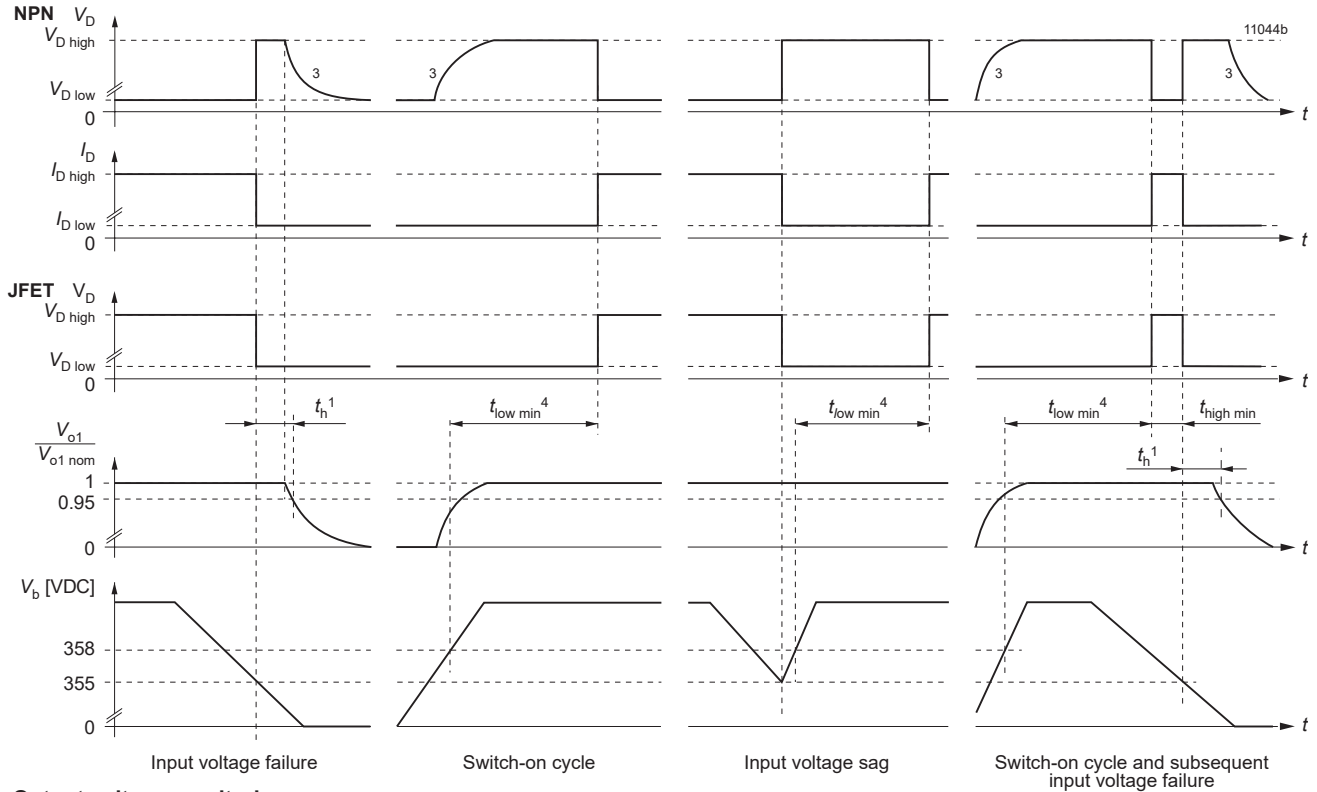 NPN V_D
V_D high
11044b
3
3
3
3
V_D low
0
t
I_D
I_D high
I_D low
0
t
JFET V_D
V_D high
V_D low
0
t
t_h^1
t_low min^4
t_low min^4
t_low min^4
t_high min
V_o1
V_o1 nom
t_h^1
1
0.95
0
t
V_b [VDC]
358
355
0
t
Input voltage failure
Switch-on cycle
Input voltage sag
Switch-on cycle and subsequent
input voltage failure